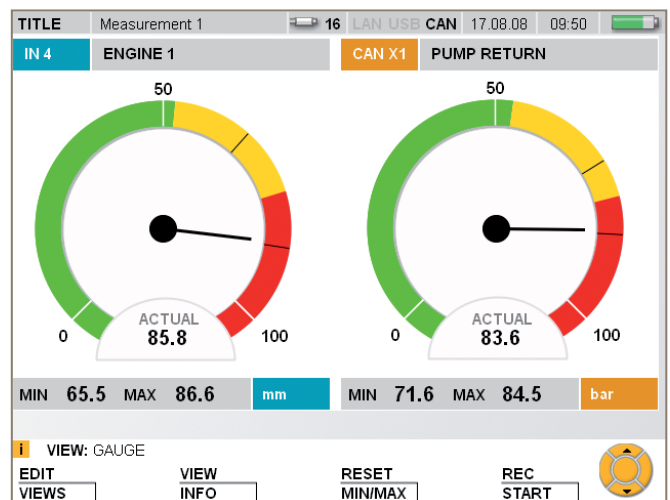 TITLE Measurement 1 16 LAN USB CAN 17.08.08 09:50
IN 4 ENGINE 1
50
0
100
ACTUAL
85.8
MIN 65.5 MAX 86.6 mm
CAN X1 PUMP RETURN
50
0
100
ACTUAL
83.6
MIN 71.6 MAX 84.5 bar
i VIEW: GAUGE
EDIT
VIEWS
VIEW
INFO
RESET
MIN/MAX
REC
START